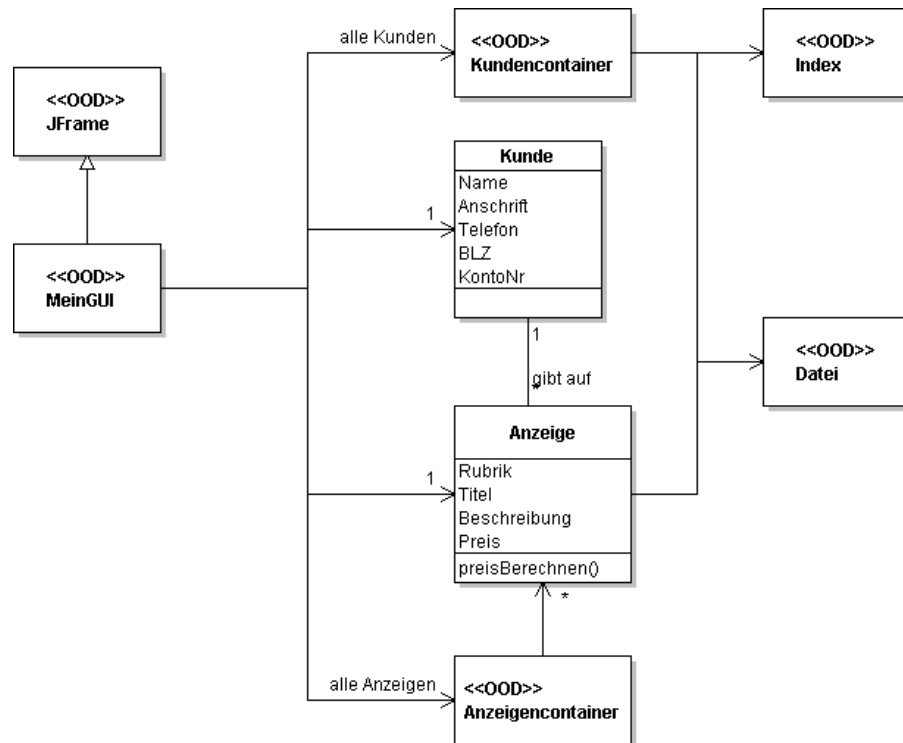 alle Kunden
<<OOD>>
Kundencontainer
<<OOD>>
Index
<<OOD>>
JFrame
Kunde
Name
Anschrift
Telefon
BLZ
KontoNr
1
<<OOD>>
MeinGUI
1
gibt auf
*
<<OOD>>
Datei
Anzeige
Rubrik
Titel
Beschreibung
Preis
preisBerechnen()
1
*
alle Anzeigen
<<OOD>>
Anzeigencontainer